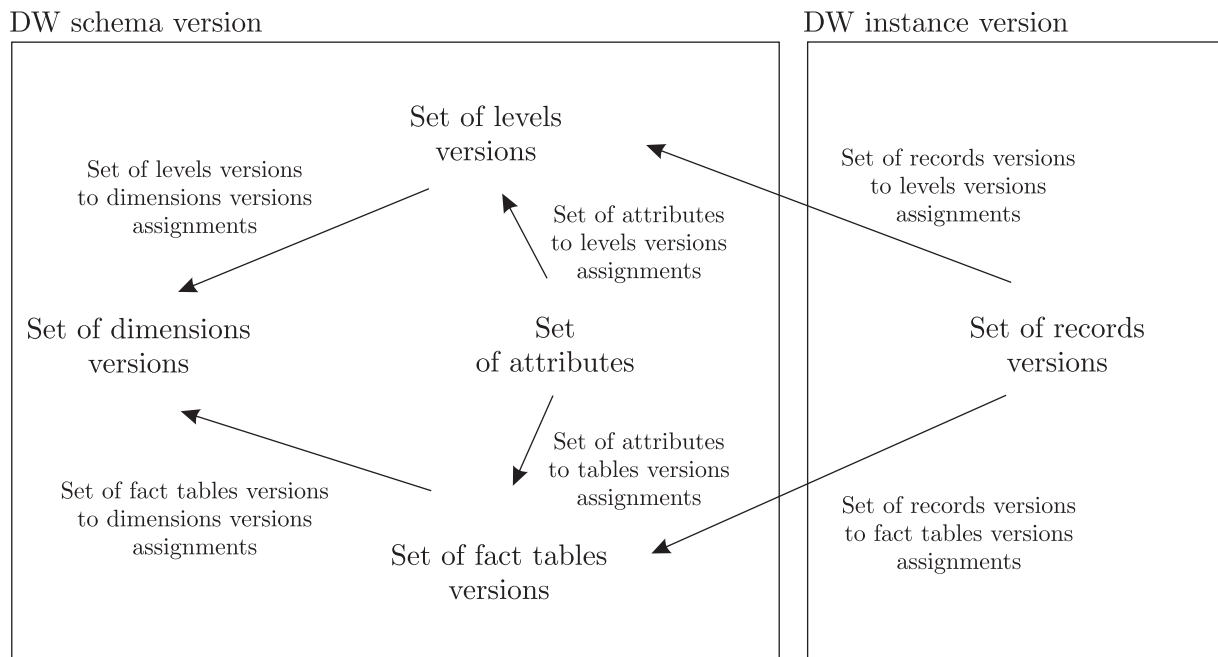 DW schema version
DW instance version
Set of levels
versions
Set of levels versions
to dimensions versions
assignments
Set of attributes
to levels versions
assignments
Set of records versions
to levels versions
assignments
Set of dimensions
versions
Set
of attributes
Set of records
versions
Set of attributes
to tables versions
assignments
Set of fact tables versions
to dimensions versions
assignments
Set of records versions
to fact tables versions
assignments
Set of fact tables
versions